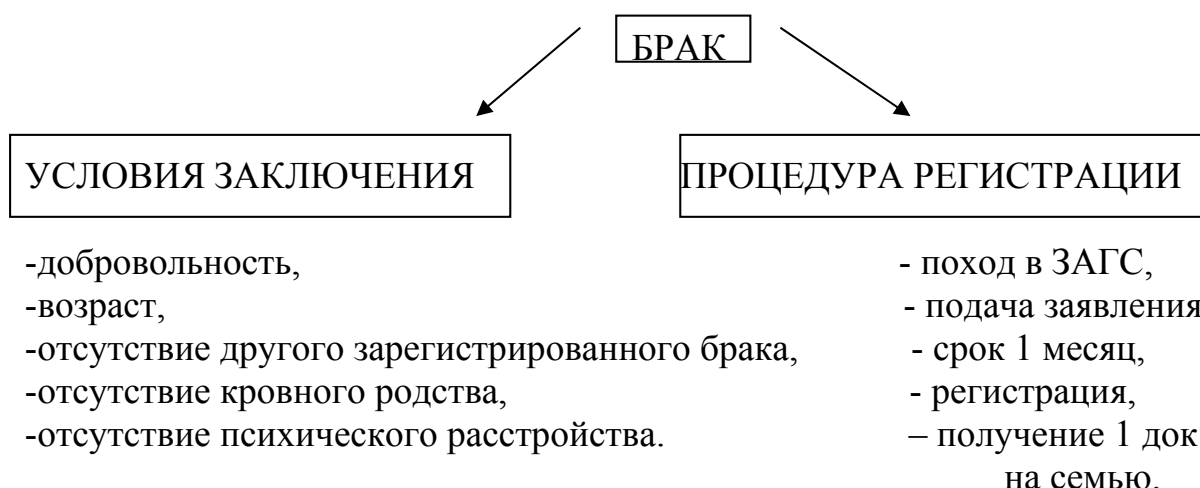 БРАК
УСЛОВИЯ ЗАКЛЮЧЕНИЯ
ПРОЦЕДУРА РЕГИСТРАЦИИ
-добровольность,
-возраст,
-отсутствие другого зарегистрированного брака,
-отсутствие кровного родства,
-отсутствие психического расстройства.
- поход в ЗАГС,
- подача заявления
- срок 1 месяц,
- регистрация,
– получение 1 док
на семью.